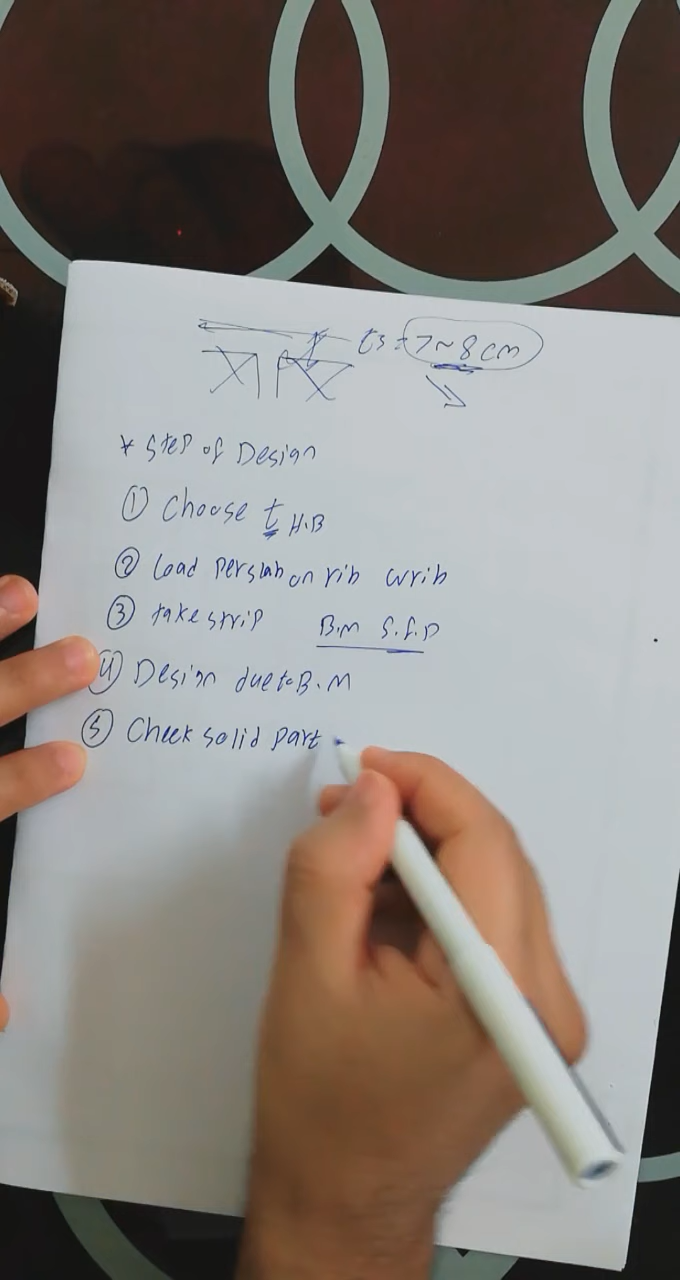 ts = 7~8 cm
* Step of Design
① Choose t H.B
② Load perslab on rib wrib
③ take strip B.M S.F.D
④ Design due to B.M
⑤ Check solid part